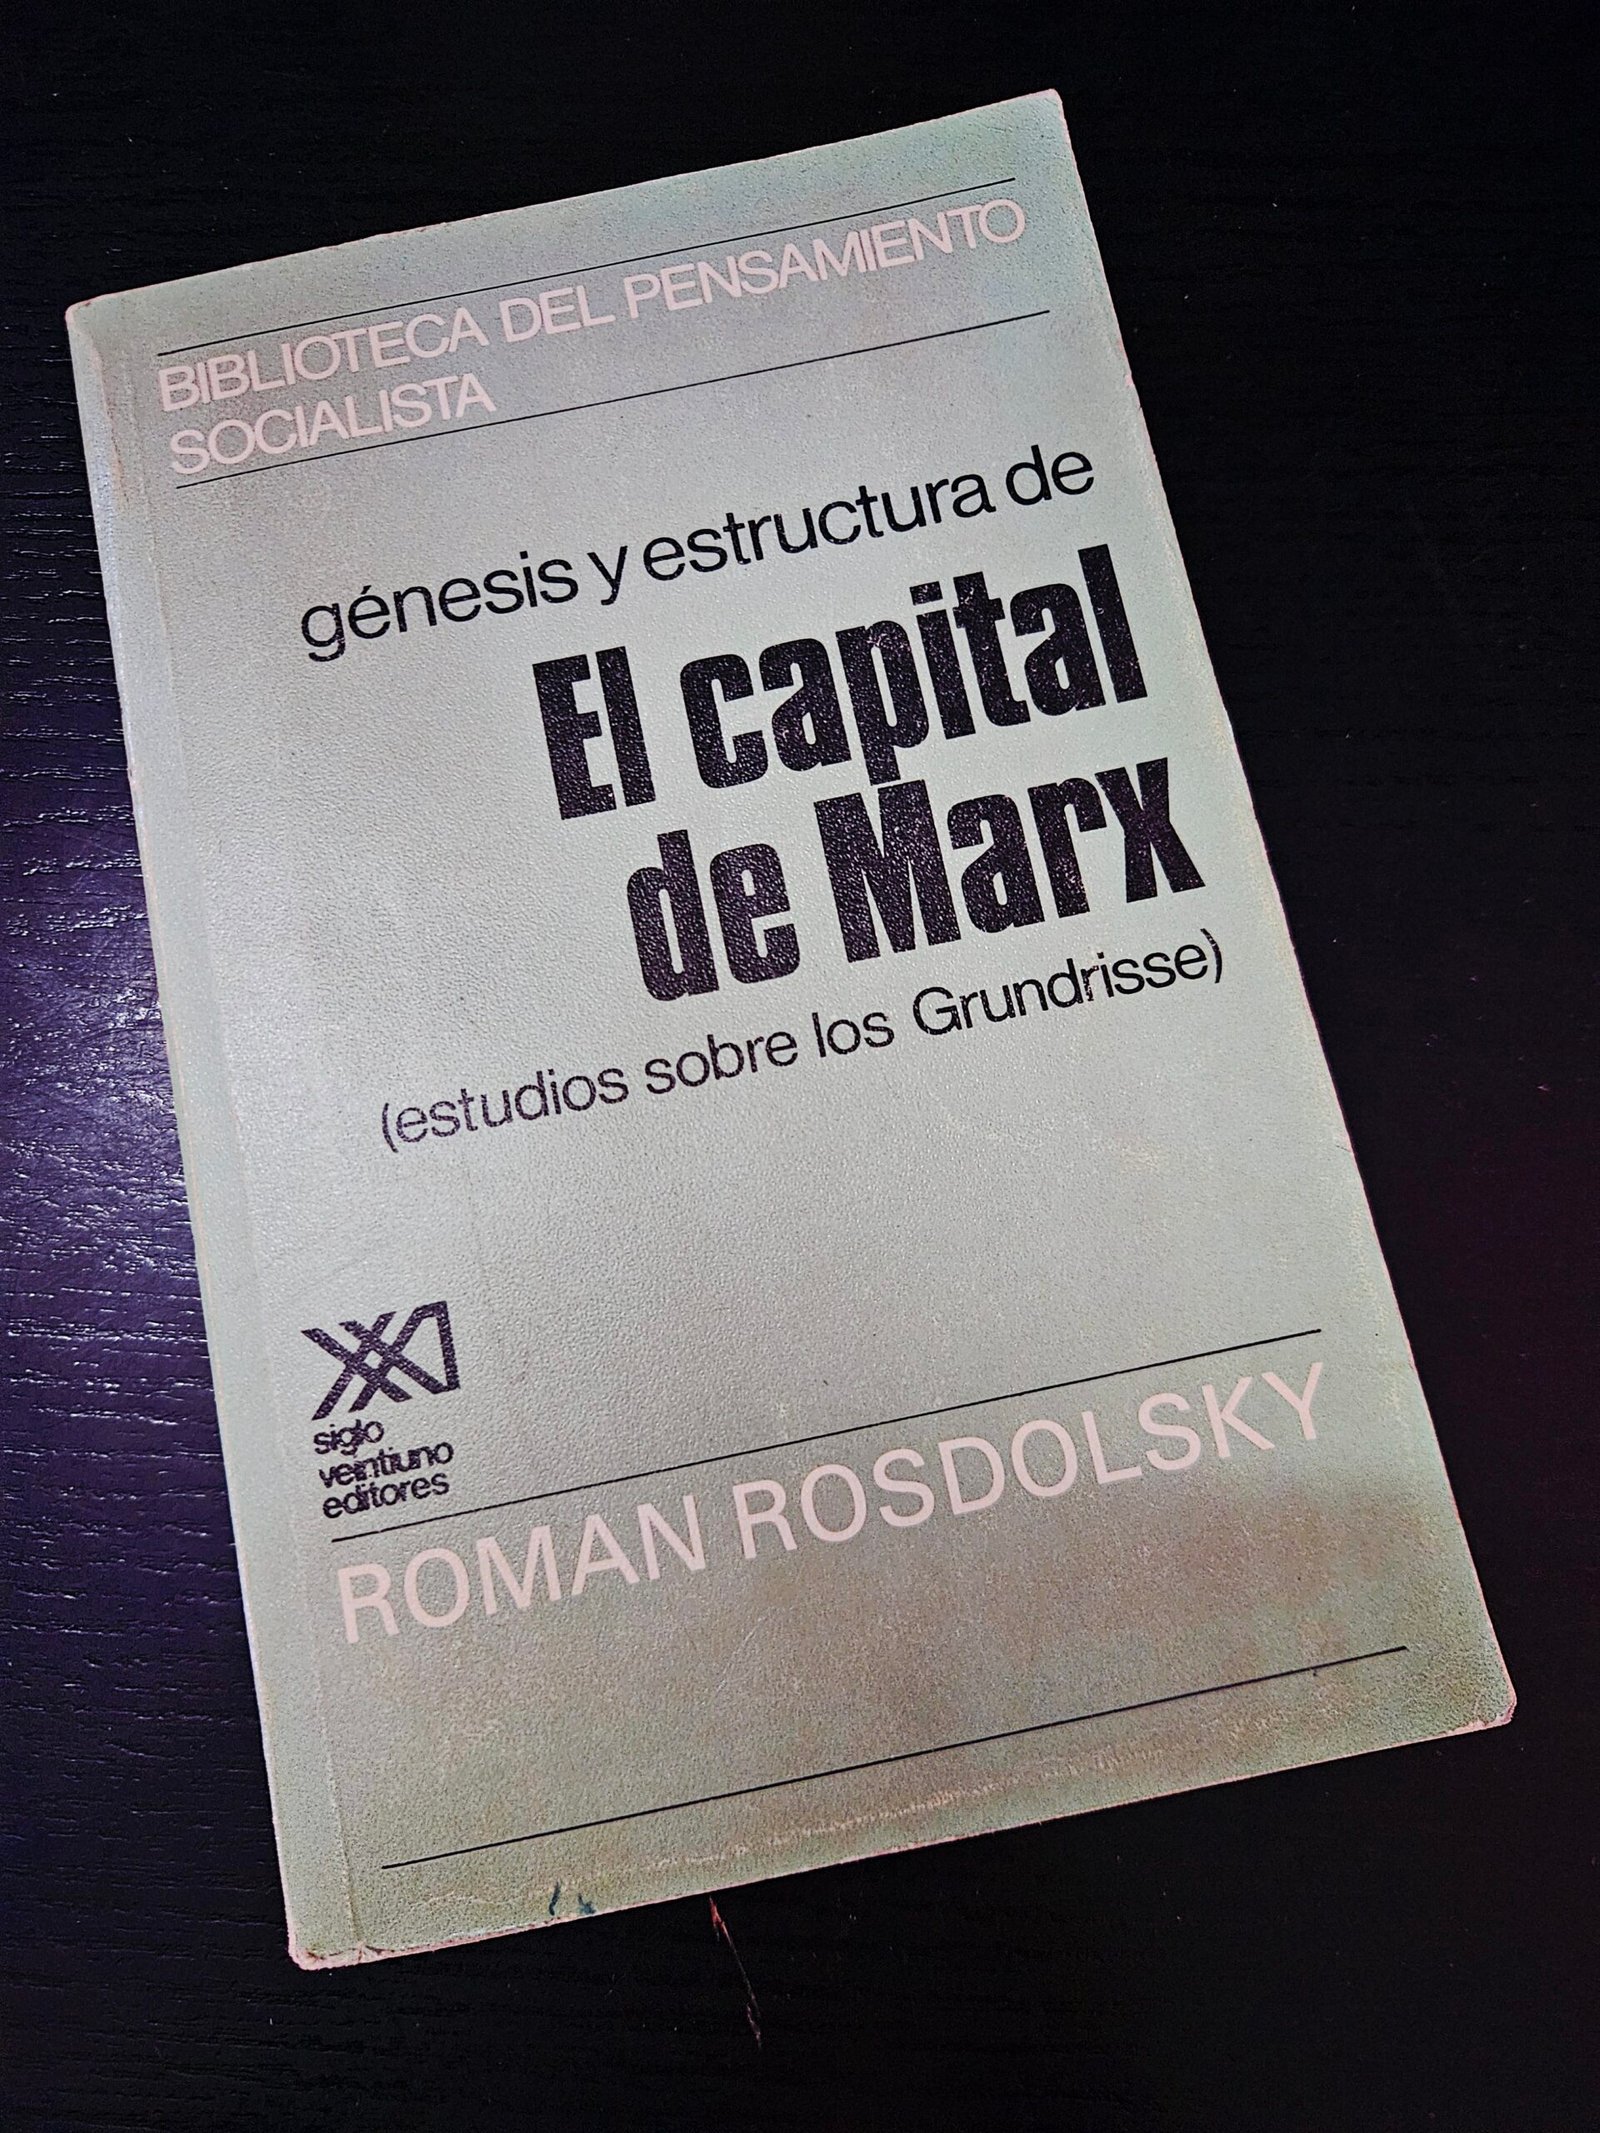 BIBLIOTECA DEL PENSAMIENTO
SOCIALISTA
génesis y estructura de
El capital
de Marx
(estudios sobre los Grundrisse)
siglo
veintiuno
editores
ROMAN ROSDOLSKY